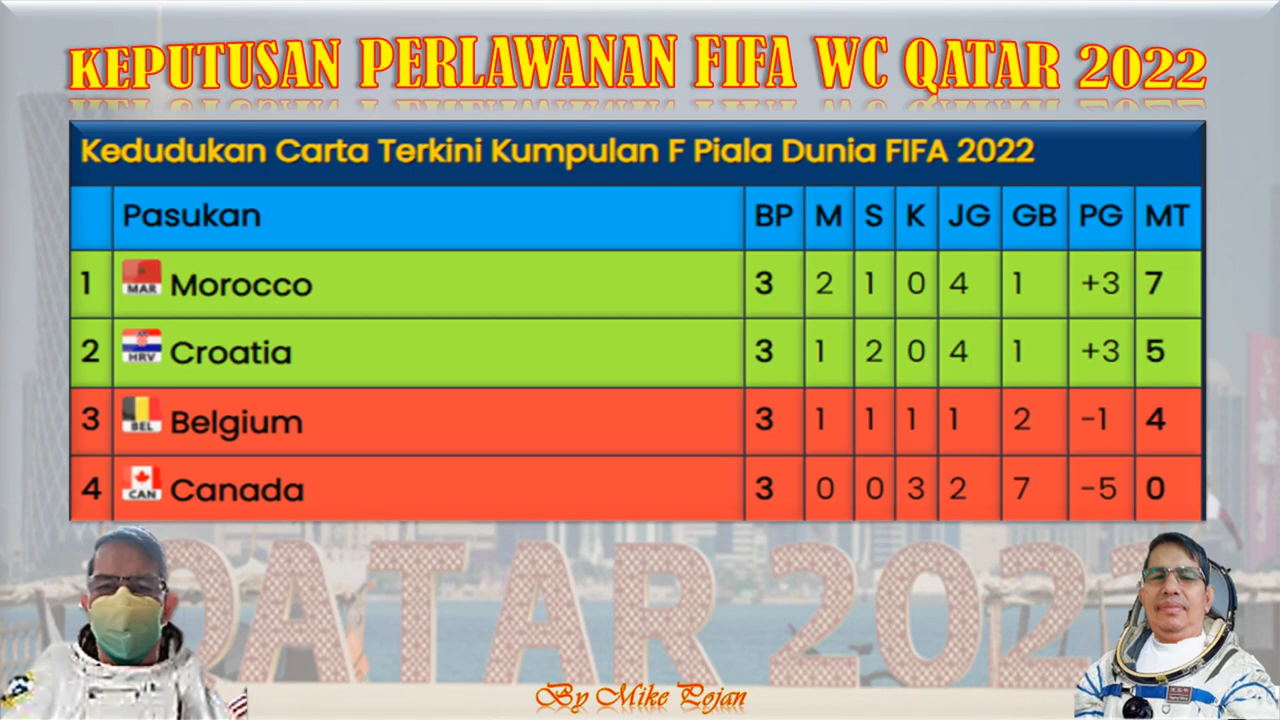 KEPUTUSAN PERLAWANAN FIFA WC QATAR 2022
Kedudukan Carta Terkini Kumpulan F Piala Dunia FIFA 2022
Pasukan BP M S K JG GB PG MT
1 MAR Morocco 3 2 1 0 4 1 +3 7
2 HRV Croatia 3 1 2 0 4 1 +3 5
3 BEL Belgium 3 1 1 1 1 2 -1 4
4 CAN Canada 3 0 0 3 2 7 -5 0
QATAR 2022
By Mike Pojan